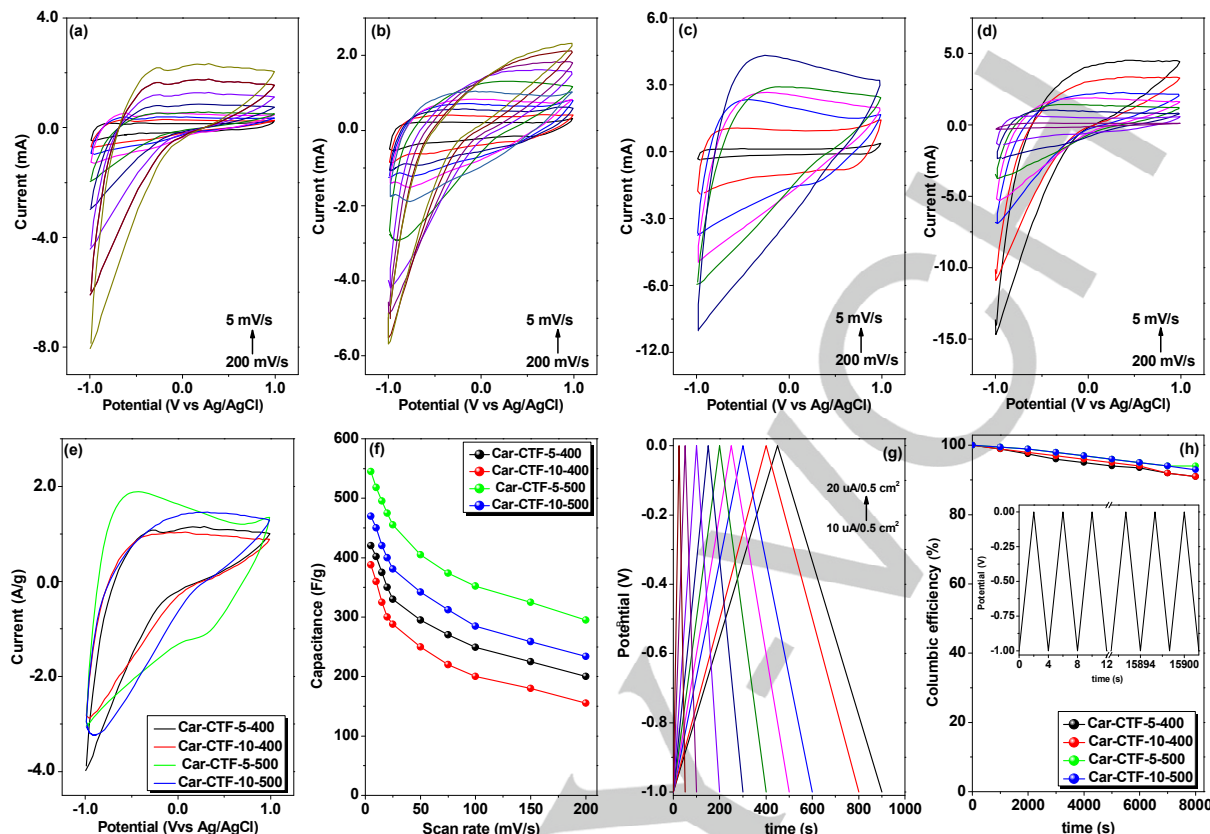 (a)
4.0
0.0
-4.0
-8.0
Current (mA)
5 mV/s
200 mV/s
-1.0 0.0 1.0
Potential (V vs Ag/AgCl)
(b)
2.0
0.0
-2.0
-4.0
-6.0
Current (mA)
5 mV/s
200 mV/s
-1.0 -0.5 0.0 0.5 1.0
Potential (V vs Ag/AgCl)
(c)
6.0
3.0
0.0
-3.0
-6.0
-9.0
-12.0
Current (mA)
5 mV/s
200 mV/s
-1.0 0.0 1.0
Potential (V vs Ag/AgCl)
(d)
5.0
0.0
-5.0
-10.0
-15.0
Current (mA)
5 mV/s
200 mV/s
-1.0 0.0 1.0
Potential (V vs Ag/AgCl)
(e)
2.0
0.0
-2.0
-4.0
Current (A/g)
Car-CTF-5-400
Car-CTF-10-400
Car-CTF-5-500
Car-CTF-10-500
-1.0 0.0 1.0
Potential (Vvs Ag/AgCl)
(f)
600
550
500
450
400
350
300
250
200
150
100
50
0
Capacitance (F/g)
Car-CTF-5-400
Car-CTF-10-400
Car-CTF-5-500
Car-CTF-10-500
0 50 100 150 200
Scan rate (mV/s)
(g)
0.0
-0.2
-0.4
-0.6
-0.8
-1.0
Potential (V)
20 uA/0.5 cm²
10 uA/0.5 cm²
0 200 400 600 800 1000
time (s)
(h)
100
80
60
40
20
0
Columbic efficiency (%)
0.00
-0.25
-0.50
-0.75
-1.00
Potential (V)
0 4 8 12 15894 15900
time (s)
Car-CTF-5-400
Car-CTF-10-400
Car-CTF-5-500
Car-CTF-10-500
0 2000 4000 6000 8000
time (s)